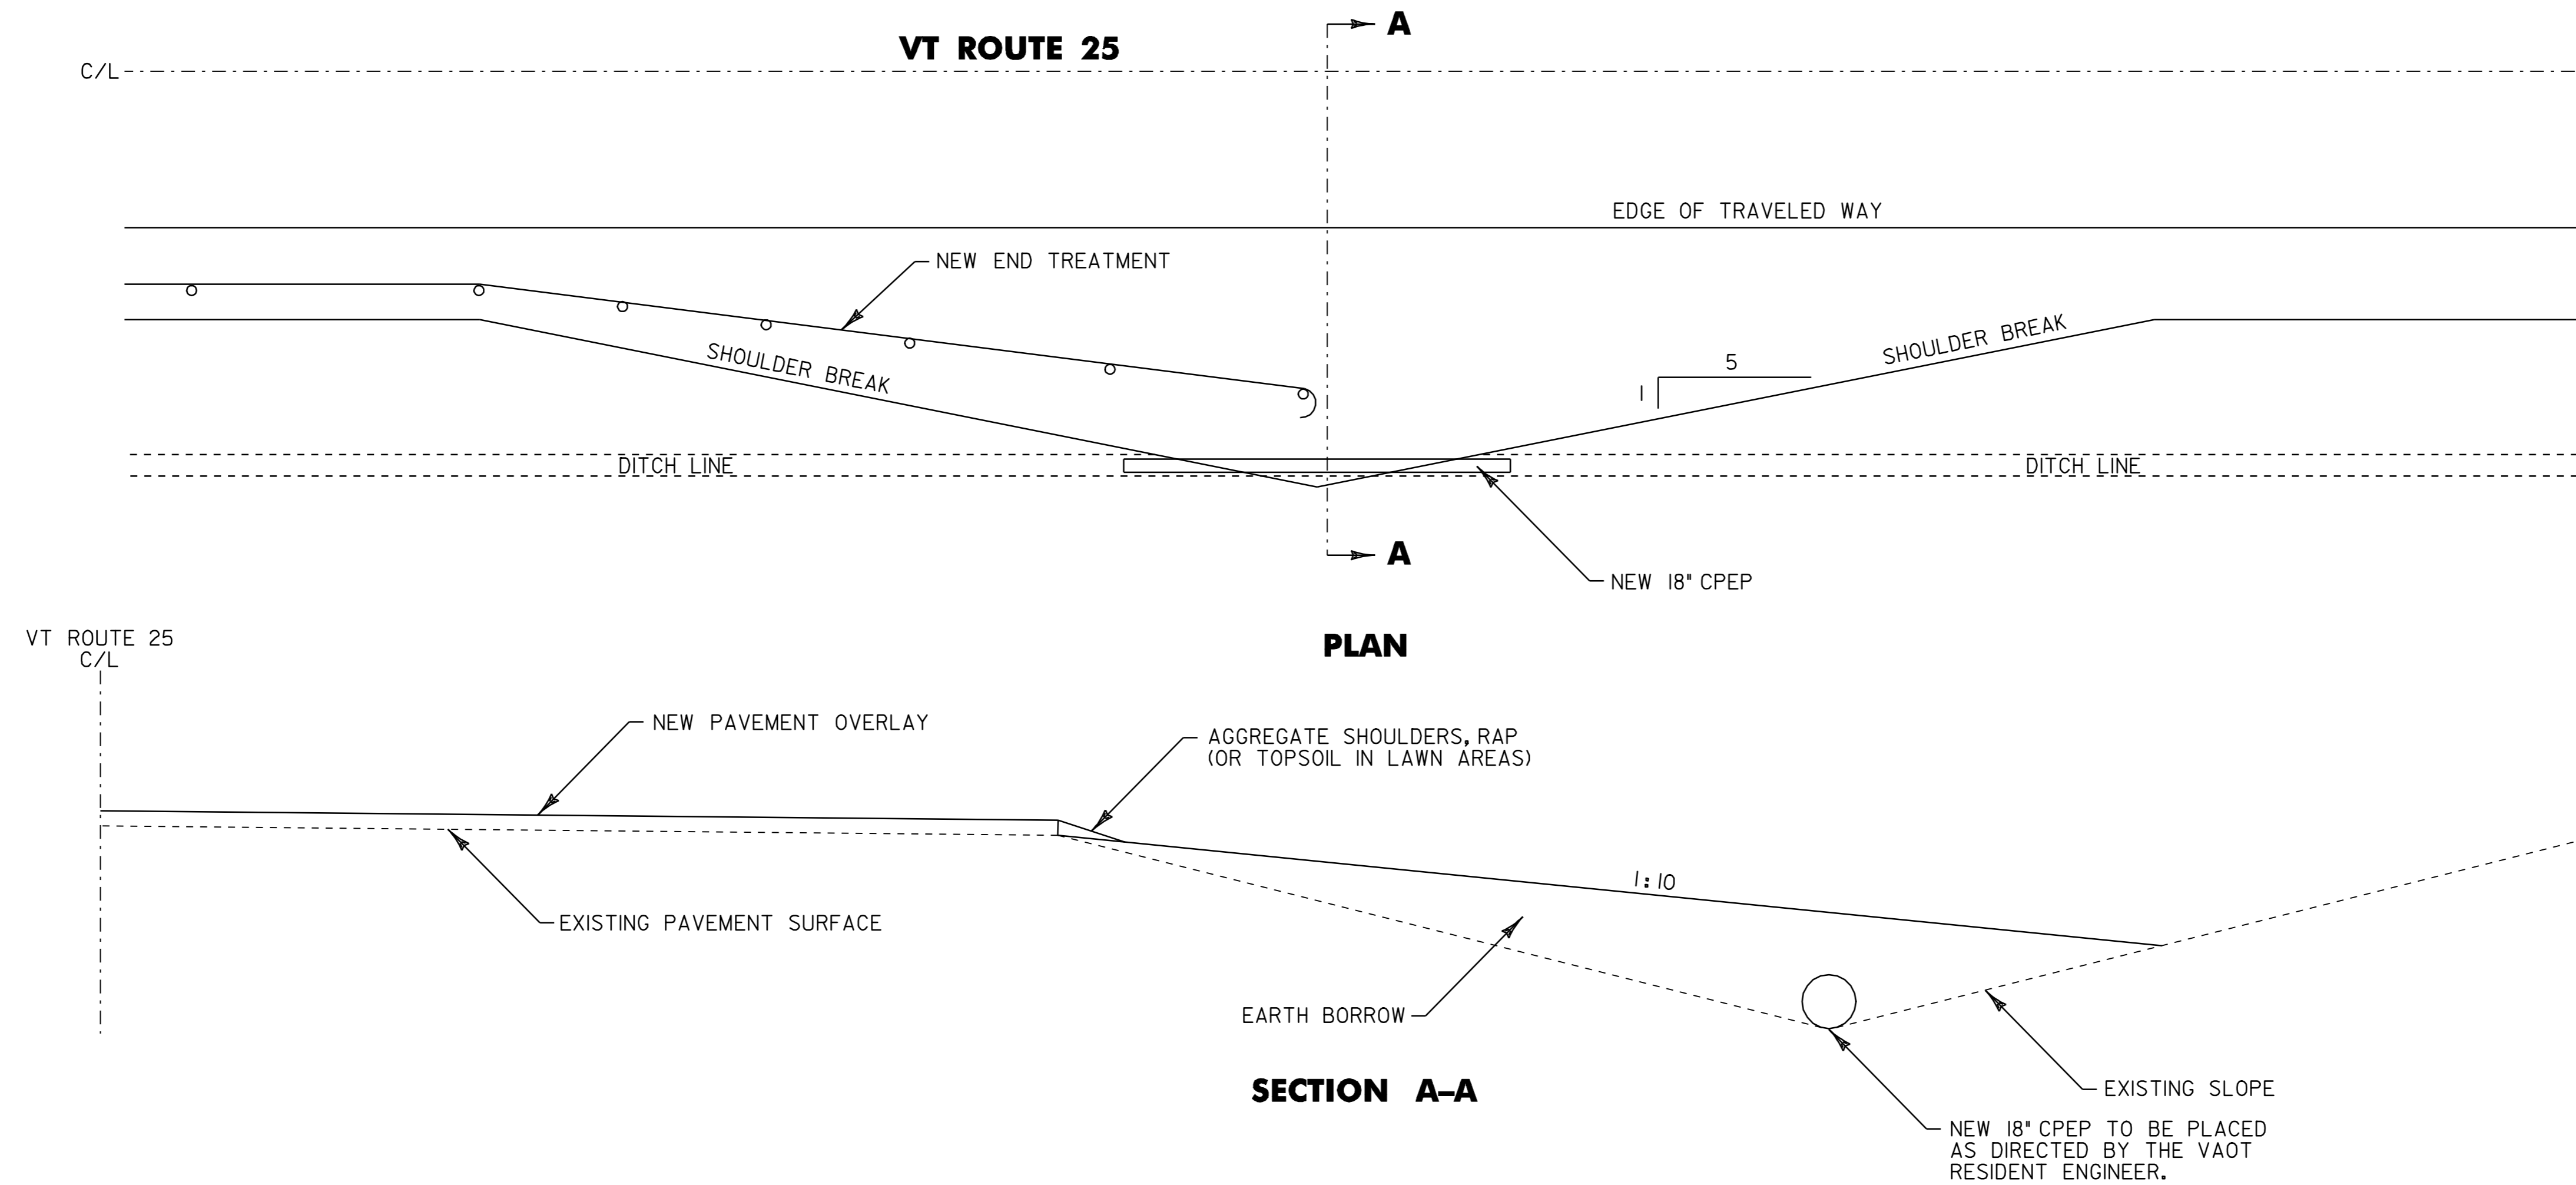 A
VT ROUTE 25
C/L
EDGE OF TRAVELED WAY
NEW END TREATMENT
SHOULDER BREAK
SHOULDER BREAK
5
1
DITCH LINE
DITCH LINE
A
NEW 18" CPEP
PLAN
VT ROUTE 25
C/L
NEW PAVEMENT OVERLAY
AGGREGATE SHOULDERS, RAP
(OR TOPSOIL IN LAWN AREAS)
1:10
EXISTING PAVEMENT SURFACE
EARTH BORROW
SECTION A–A
EXISTING SLOPE
NEW 18" CPEP TO BE PLACED
AS DIRECTED BY THE VAOT
RESIDENT ENGINEER.